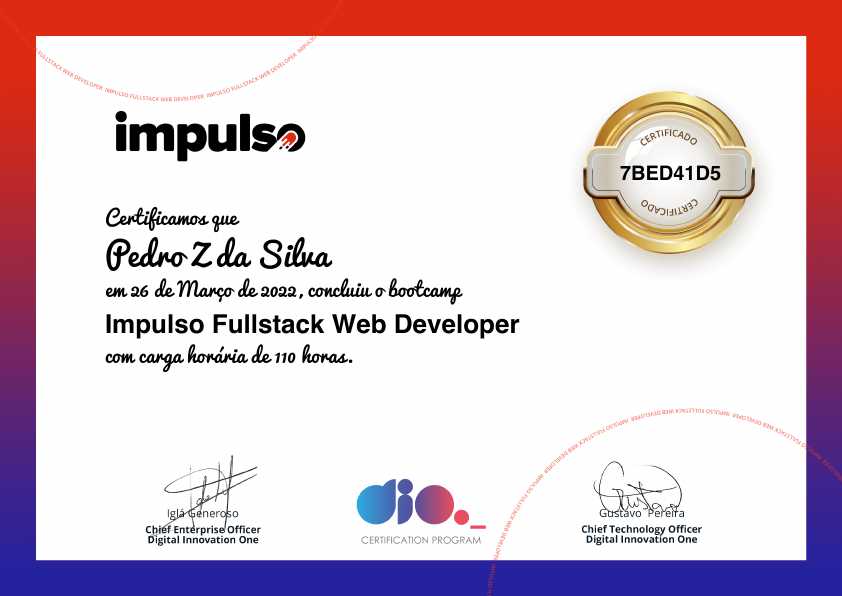 FULLSTACK WEB DEVELOPER IMPULSO FULLSTACK WEB DEVELOPER IMPULSO FULLSTACK WEB DEVELOPER IMPULSO
impulso
CERTIFICADO
7BED41D5
CERTIFICADO
Certificamos que
Pedro Z da Silva
em 26 de Março de 2022, concluiu o bootcamp
Impulso Fullstack Web Developer
com carga horária de 110 horas.
IMPULSO FULLSTACK WEB DEVELOPER
Iglá Generoso
Chief Enterprise Officer
Digital Innovation One
dio._
CERTIFICATION PROGRAM
Gustavo Pereira
Chief Technology Officer
Digital Innovation One